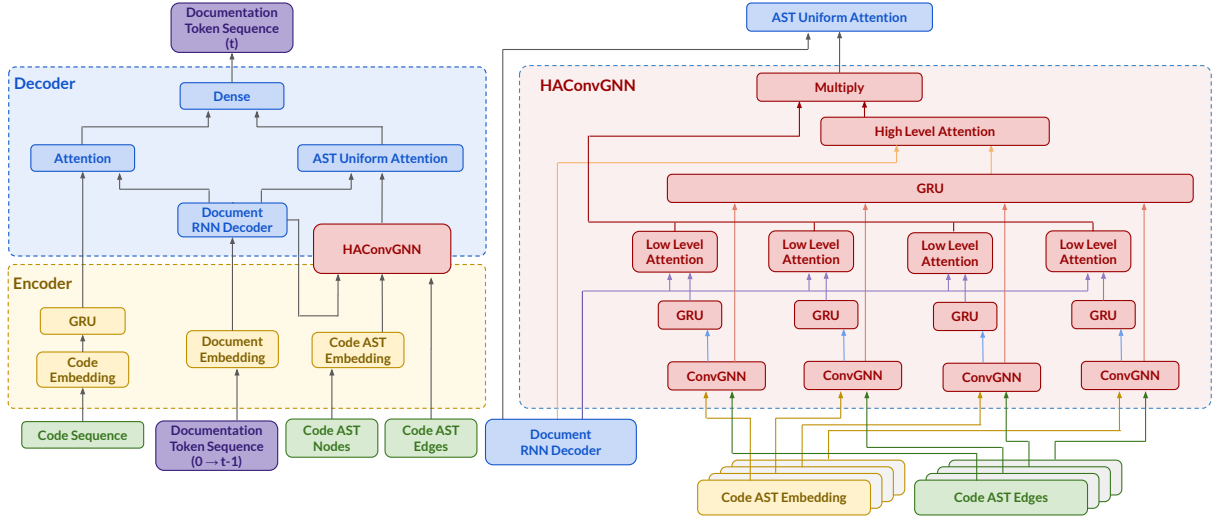 Documentation
Token Sequence
(t)
Decoder
Dense
Attention
AST Uniform Attention
Document
RNN Decoder
HAConvGNN
Encoder
GRU
Code
Embedding
Document
Embedding
Code AST
Embedding
Code Sequence
Documentation
Token Sequence
(0 → t-1)
Code AST
Nodes
Code AST
Edges
AST Uniform Attention
HAConvGNN
Multiply
High Level Attention
GRU
Low Level
Attention
Low Level
Attention
Low Level
Attention
Low Level
Attention
GRU
GRU
GRU
GRU
ConvGNN
ConvGNN
ConvGNN
ConvGNN
Document
RNN Decoder
Code AST Embedding
Code AST Edges